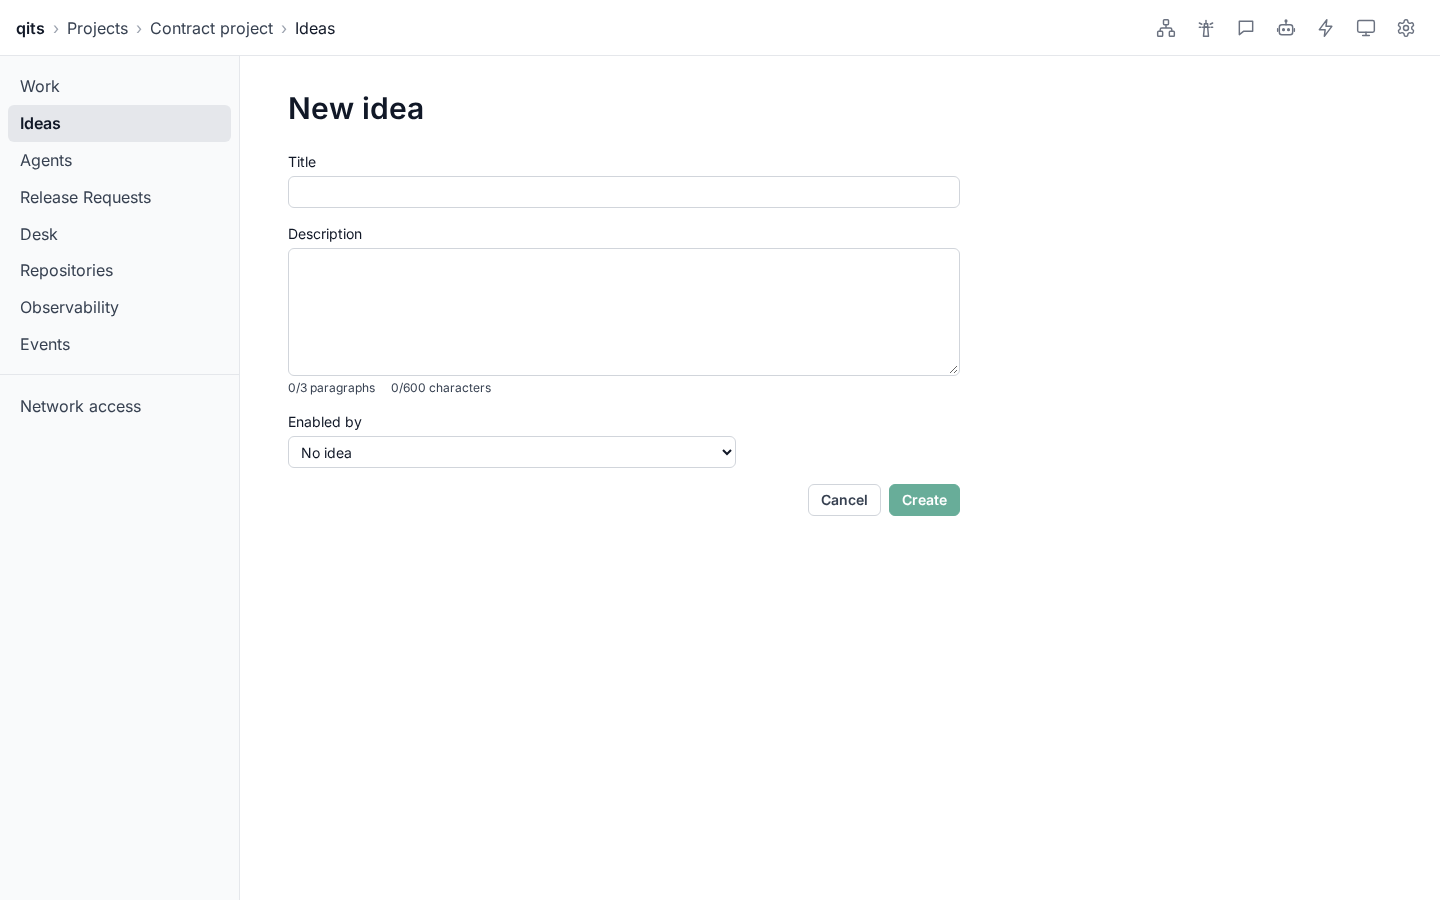 qits › Projects › Contract project › Ideas
Work
Ideas
Agents
Release Requests
Desk
Repositories
Observability
Events
Network access
New idea
Title
Description
0/3 paragraphs 0/600 characters
Enabled by
No idea
Cancel Create